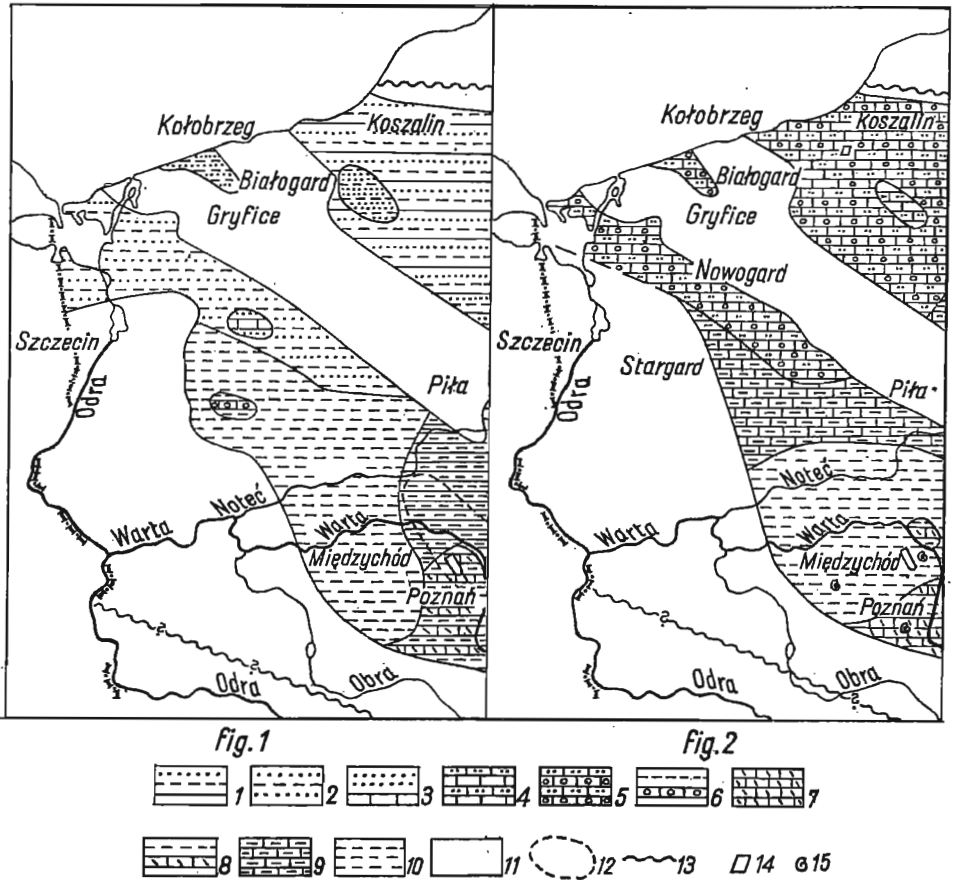 Kołobrzeg
Koszalin
Białogard
Gryfice
Szczecin
Odra
Piła
Noteć
Warta
Warta
Międzychód
Poznań
?
?
Odra
Obra
Kołobrzeg
Koszalin
Białogard
Gryfice
Nowogard
Szczecin
Stargard
Odra
Piła
Noteć
Warta
Warta
Międzychód
Poznań
?
?
Odra
Obra
fig.1
fig.2
1 2 3 4 5 6 7
8 9 10 11 12 13 14 15